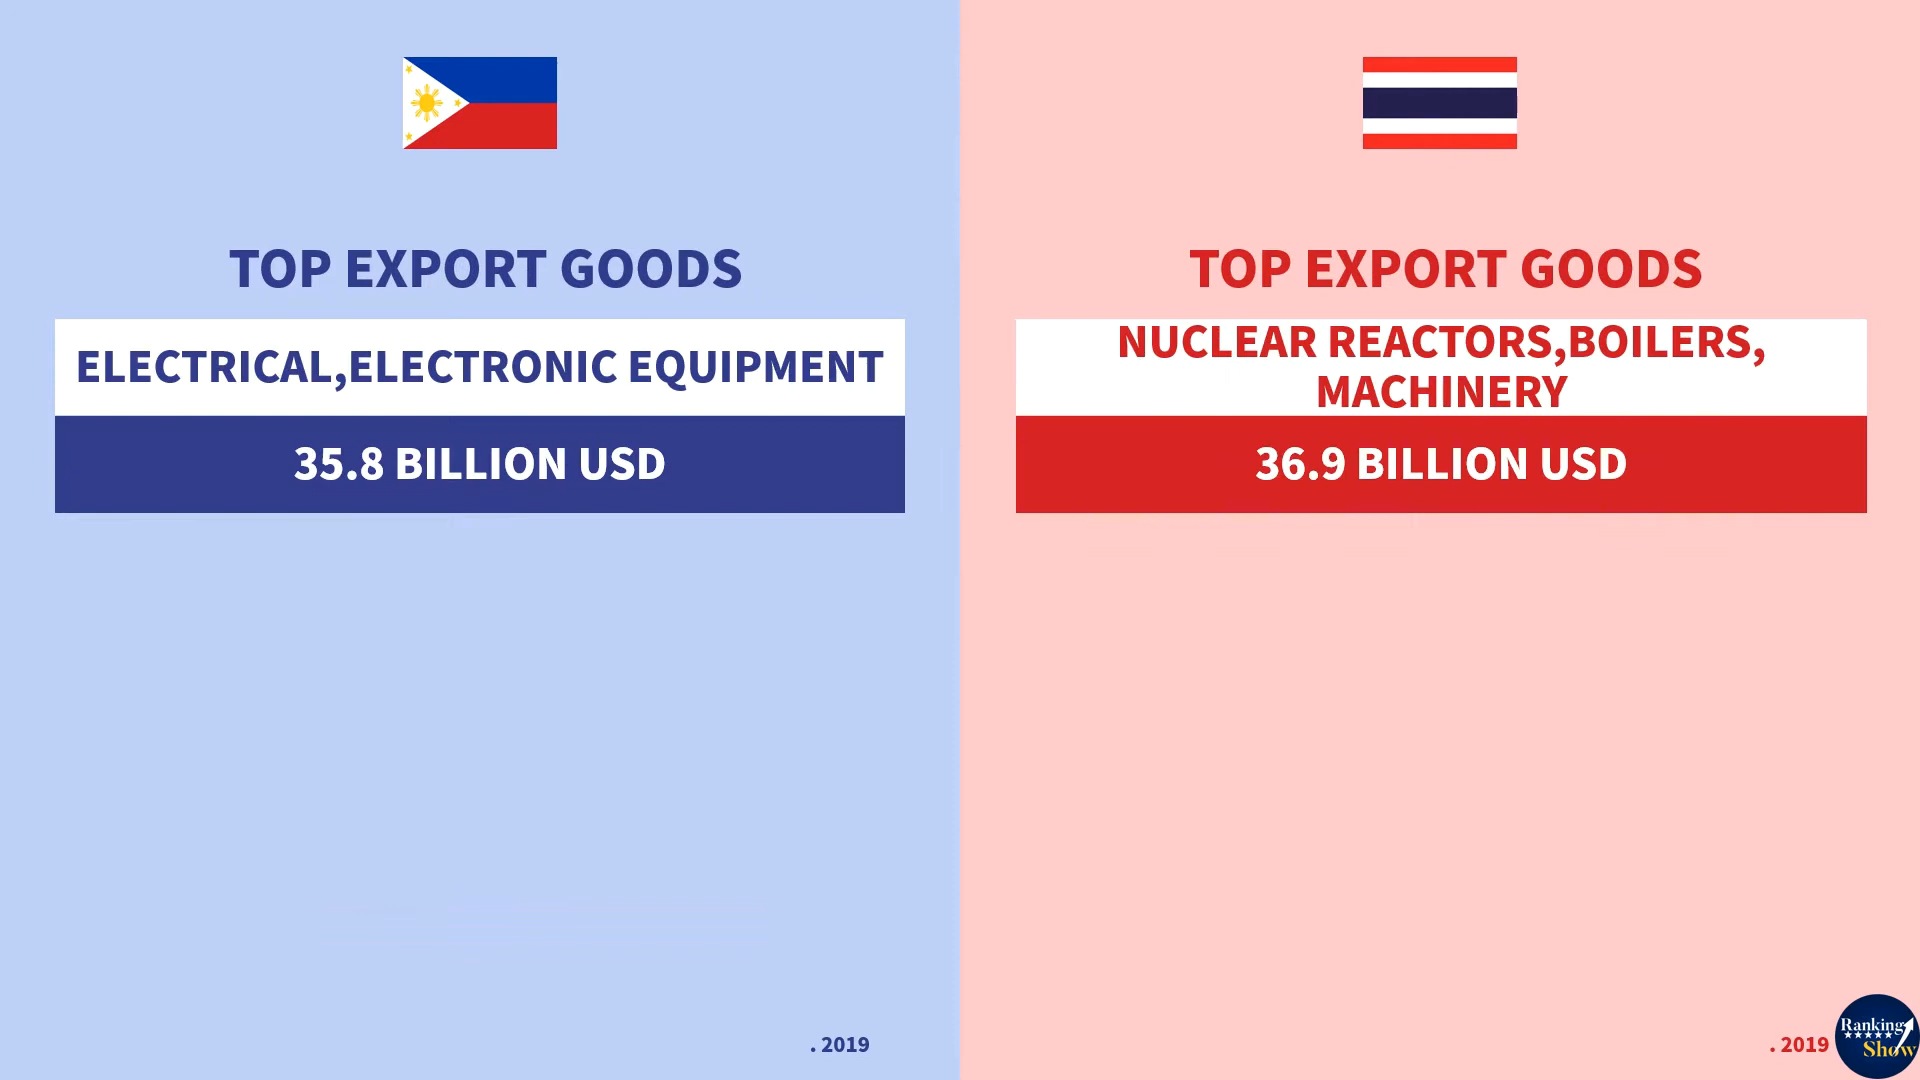 TOP EXPORT GOODS
ELECTRICAL,ELECTRONIC EQUIPMENT
35.8 BILLION USD
. 2019
TOP EXPORT GOODS
NUCLEAR REACTORS,BOILERS,
MACHINERY
36.9 BILLION USD
. 2019
Ranking
Show